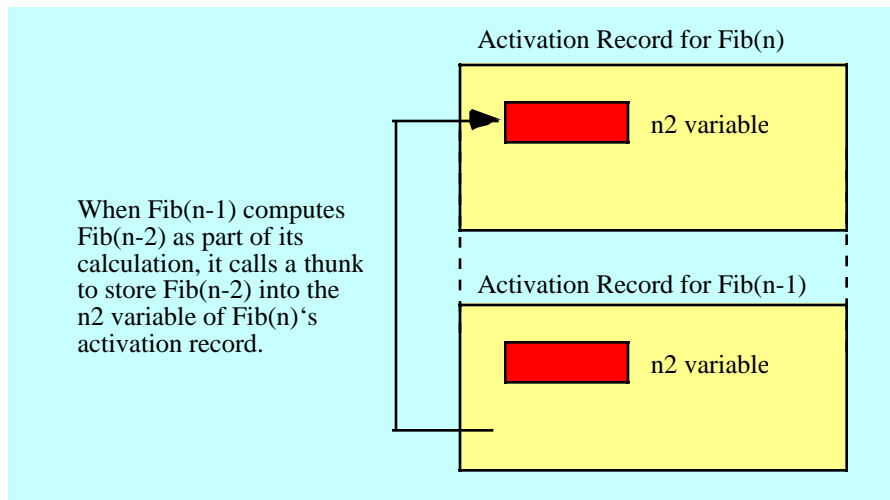 Activation Record for Fib(n)
n2 variable
When Fib(n-1) computes
Fib(n-2) as part of its
calculation, it calls a thunk
to store Fib(n-2) into the
n2 variable of Fib(n)‘s
activation record.
Activation Record for Fib(n-1)
n2 variable